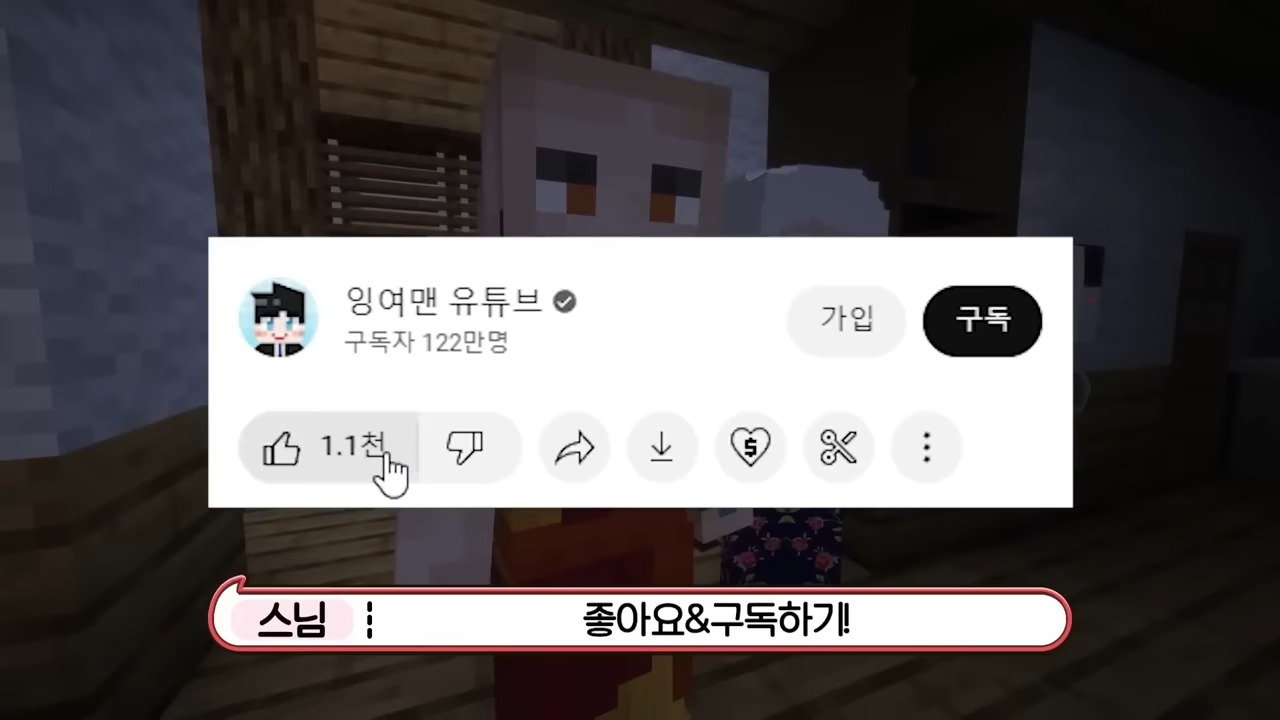 잉여맨 유튜브
구독자 122만명
가입
구독
1.1천
스님
좋아요&구독하기!